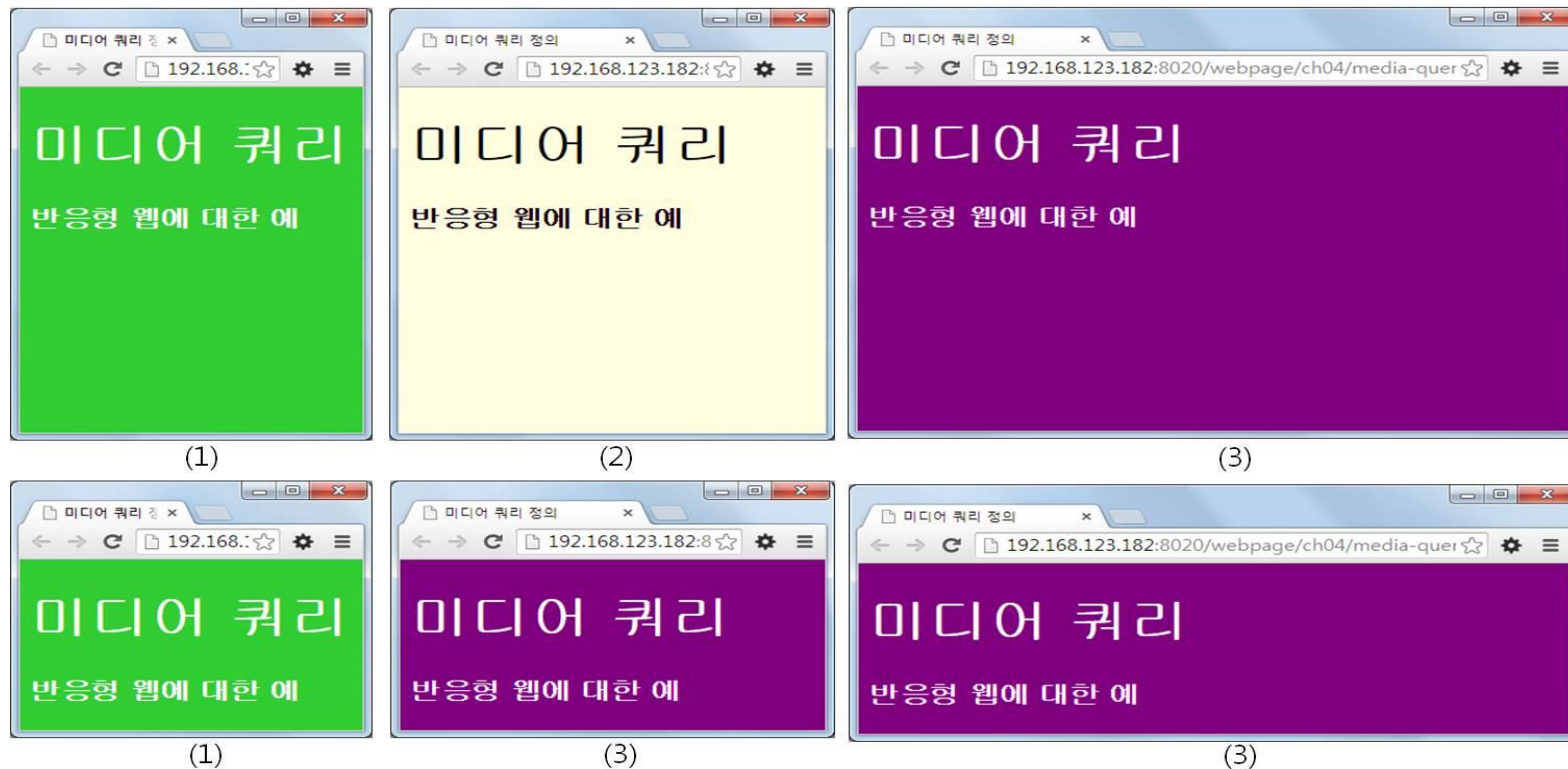 미디어 쿼리 정
192.168.1
미디어 쿼리
반응형 웹에 대한 예
(1)
미디어 쿼리 정의
192.168.123.182:8
미디어 쿼리
반응형 웹에 대한 예
(2)
미디어 쿼리 정의
192.168.123.182:8020/webpage/ch04/media-quer
미디어 쿼리
반응형 웹에 대한 예
(3)
미디어 쿼리 정
192.168.
미디어 쿼리
반응형 웹에 대한 예
(1)
미디어 쿼리 정의
192.168.123.182:8
미디어 쿼리
반응형 웹에 대한 예
(3)
미디어 쿼리 정의
192.168.123.182:8020/webpage/ch04/media-quer
미디어 쿼리
반응형 웹에 대한 예
(3)